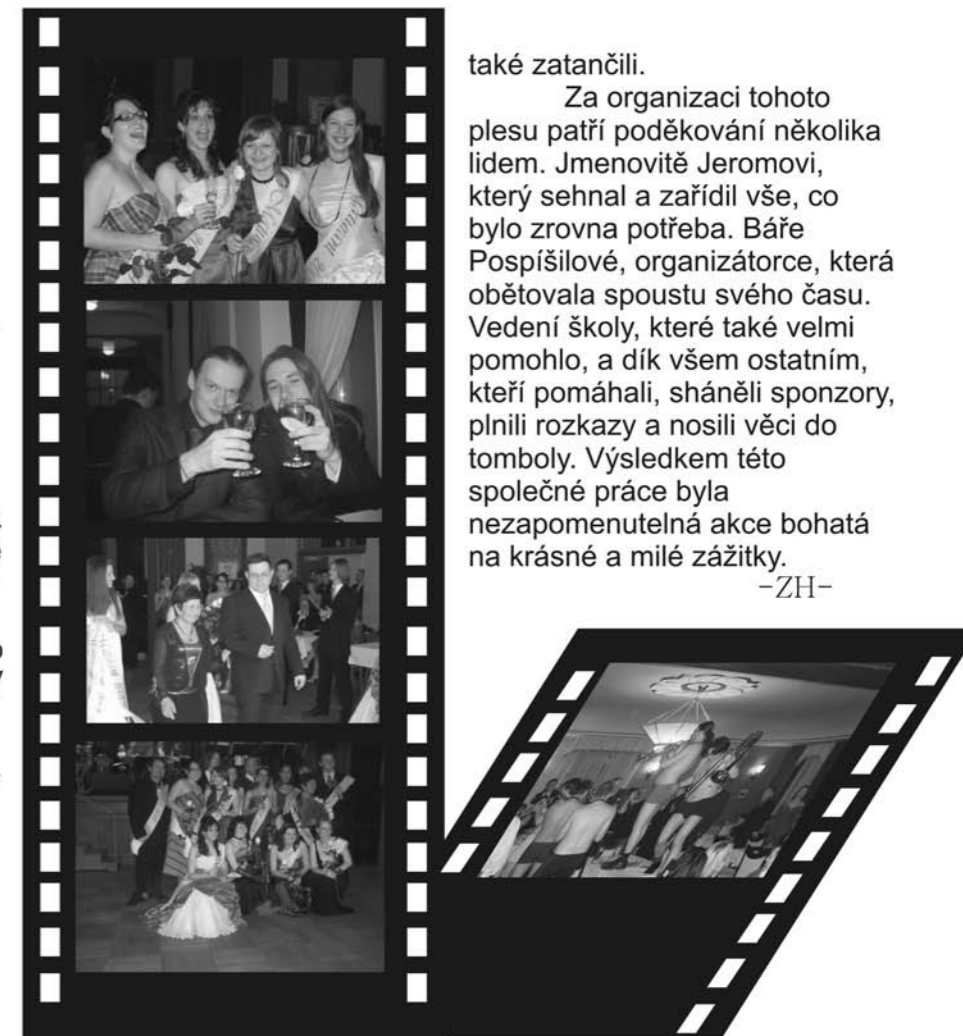 také zatančili.
Za organizaci tohoto
plesu patří poděkování několika
lidem. Jmenovitě Jeromovi,
který sehnal a zařídil vše, co
bylo zrovna potřeba. Báře
Pospíšilové, organizátorce, která
obětovala spoustu svého času.
Vedení školy, které také velmi
pomohlo, a dík všem ostatním,
kteří pomáhali, sháněli sponzory,
plnili rozkazy a nosili věci do
tomboly. Výsledkem této
společné práce byla
nezapomenutelná akce bohatá
na krásné a milé zážitky.
-ZH-